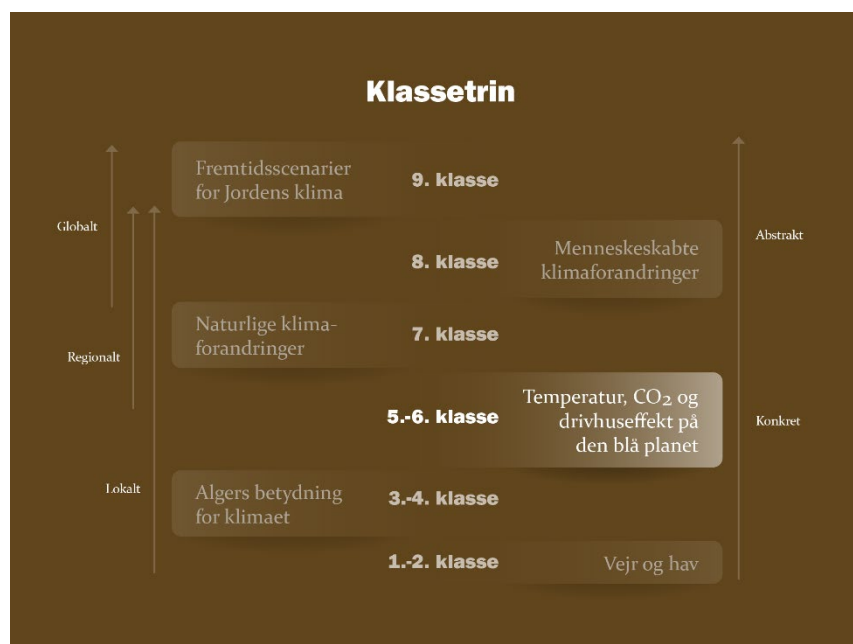 Klassetrin
Fremtidsscenarier
for Jordens klima
9. klasse
Globalt
Abstrakt
8. klasse
Menneskeskabte
klimaforandringer
Naturlige klima-
forandringer
7. klasse
Regionalt
5.-6. klasse
Temperatur, CO2 og
drivhuseffekt på
den blå planet
Konkret
Lokalt
Algers betydning
for klimaet
3.-4. klasse
1.-2. klasse
Vejr og hav